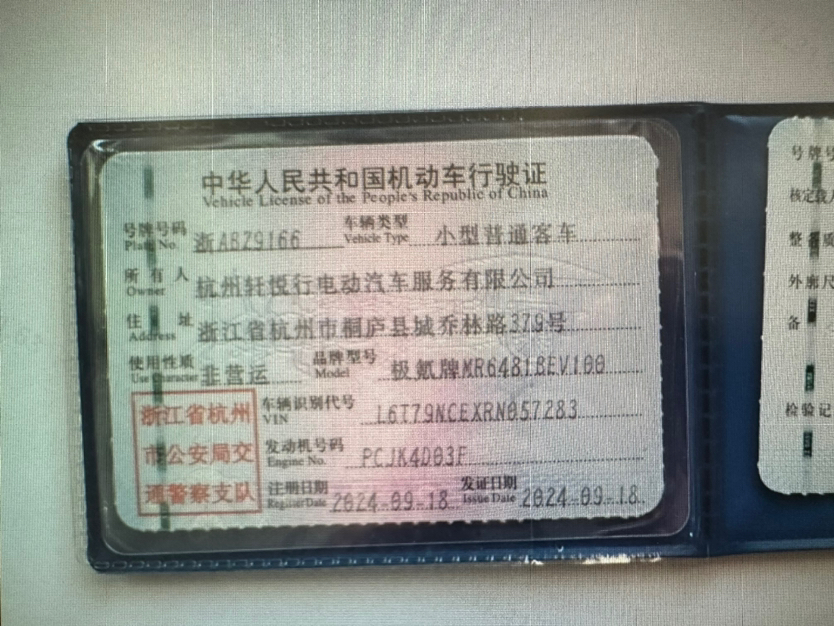 中华人民共和国机动车行驶证
Vehicle License of the People's Republic of China
号牌号码 浙ABZ9166 车辆类型 小型普通客车
Plate No. Vehicle Type
所有人 杭州轩悦行电动汽车服务有限公司
Owner
住址 浙江省杭州市桐庐县城乔林路379号
Address
使用性质 非营运 品牌型号 极氪牌MR6481BEV100
Use Character Model
浙江省杭州
市公安局交
通警察支队
车辆识别代号 L6T79NCEXRN057283
VIN
发动机号码 PCJK4D03F
Engine No.
注册日期 2024-09-18 发证日期 2024-09-18
Register Date Issue Date
号牌号
核定载人
整备质
外廓尺
备
检验记